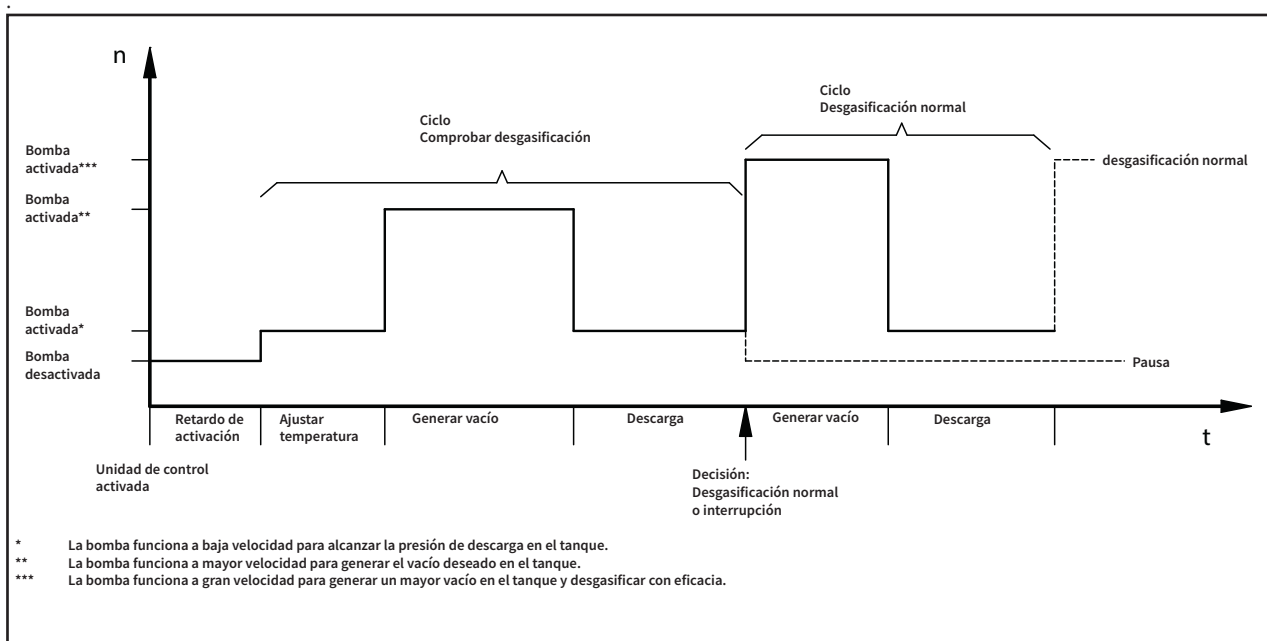 .
n
Ciclo
Comprobar desgasificación
Ciclo
Desgasificación normal
Bomba
activada***
desgasificación normal
Bomba
activada**
Bomba
activada*
Bomba
desactivada
Pausa
Retardo de
activación
Ajustar
temperatura
Generar vacío
Descarga
Generar vacío
Descarga
t
Unidad de control
activada
Decisión:
Desgasificación normal
o interrupción
* La bomba funciona a baja velocidad para alcanzar la presión de descarga en el tanque.
** La bomba funciona a mayor velocidad para generar el vacío deseado en el tanque.
*** La bomba funciona a gran velocidad para generar un mayor vacío en el tanque y desgasificar con eficacia.